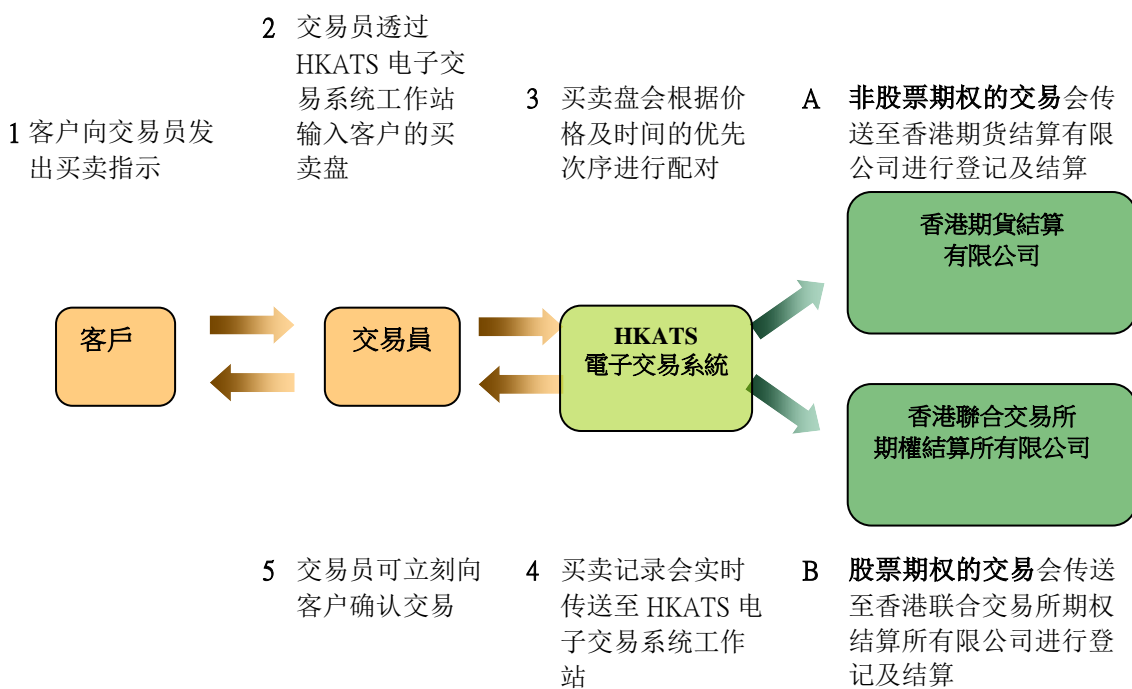 1 客户向交易员发
出买卖指示
2 交易员透过
HKATS 电子交
易系统工作站
输入客户的买
卖盘
3 买卖盘会根据价
格及时间的优先
次序进行配对
A 非股票期权的交易会传
送至香港期货结算有限
公司进行登记及结算
客戶
交易員
HKATS
電子交易系統
香港期貨結算
有限公司
香港聯合交易所
期權結算所有限公司
5 交易员可立刻向
客户确认交易
4 买卖记录会实时
传送至 HKATS 电
子交易系统工作
站
B 股票期权的交易会传送
至香港联合交易所期权
结算所有限公司进行登
记及结算